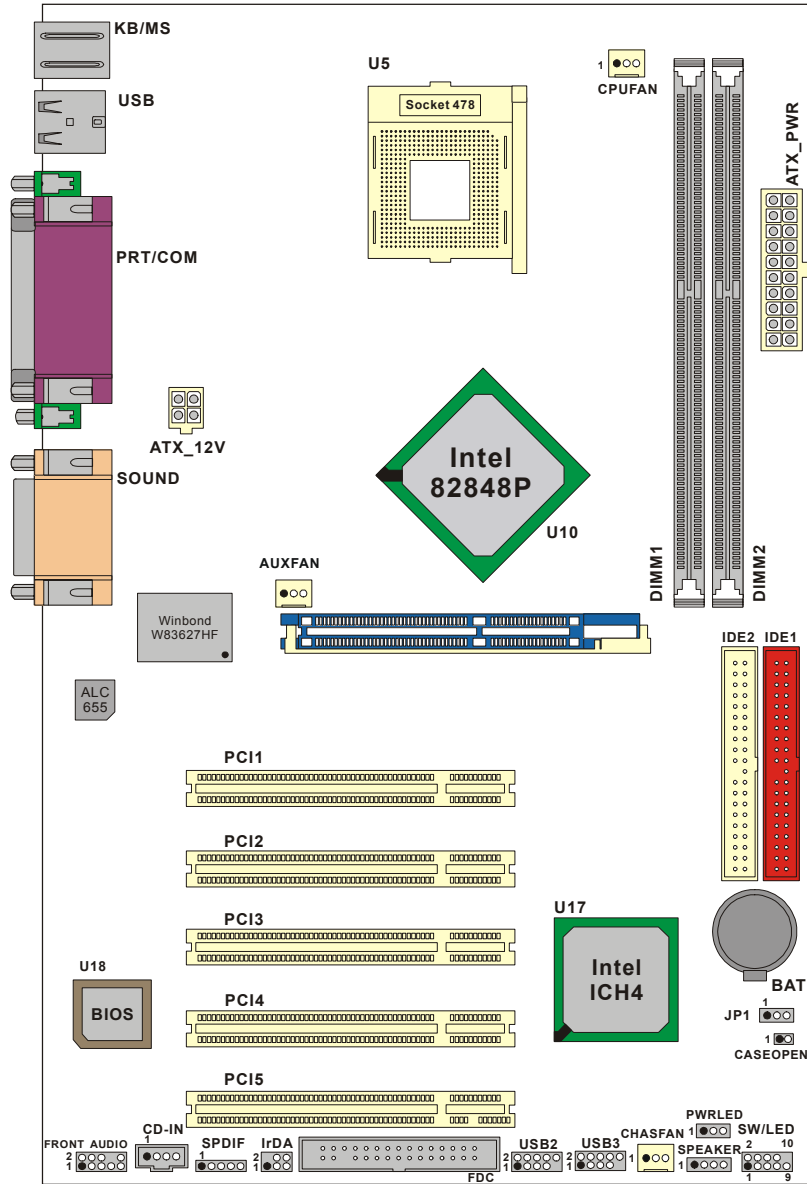 KB/MS
USB
U5
Socket 478
1
CPUFAN
ATX_PWR
PRT/COM
ATX_12V
SOUND
Intel
82848P
U10
DIMM1
DIMM2
AUXFAN
Winbond
W83627HF
ALC
655
IDE2 IDE1
PCI1
PCI2
PCI3
PCI4
PCI5
U17
Intel
ICH4
U18
BIOS
BAT
1
JP1
1
CASEOPEN
FRONT AUDIO
2
1
CD-IN
1
SPDIF
1
IrDA
2
1
FDC
USB2
2
1
USB3
2
1
CHASFAN
1
PWRLED
1
SPEAKER
1
SW/LED
2 10
1 9